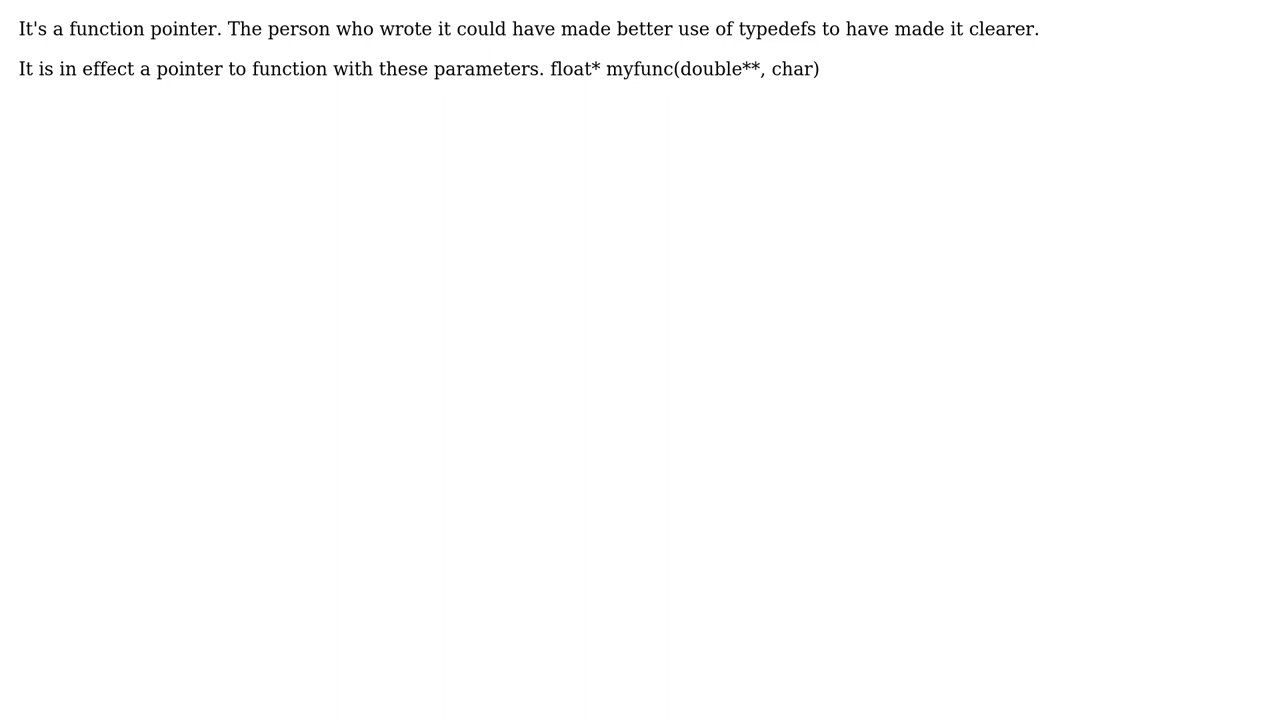 It's a function pointer. The person who wrote it could have made better use of typedefs to have made it clearer.
It is in effect a pointer to function with these parameters. float* myfunc(double**, char)